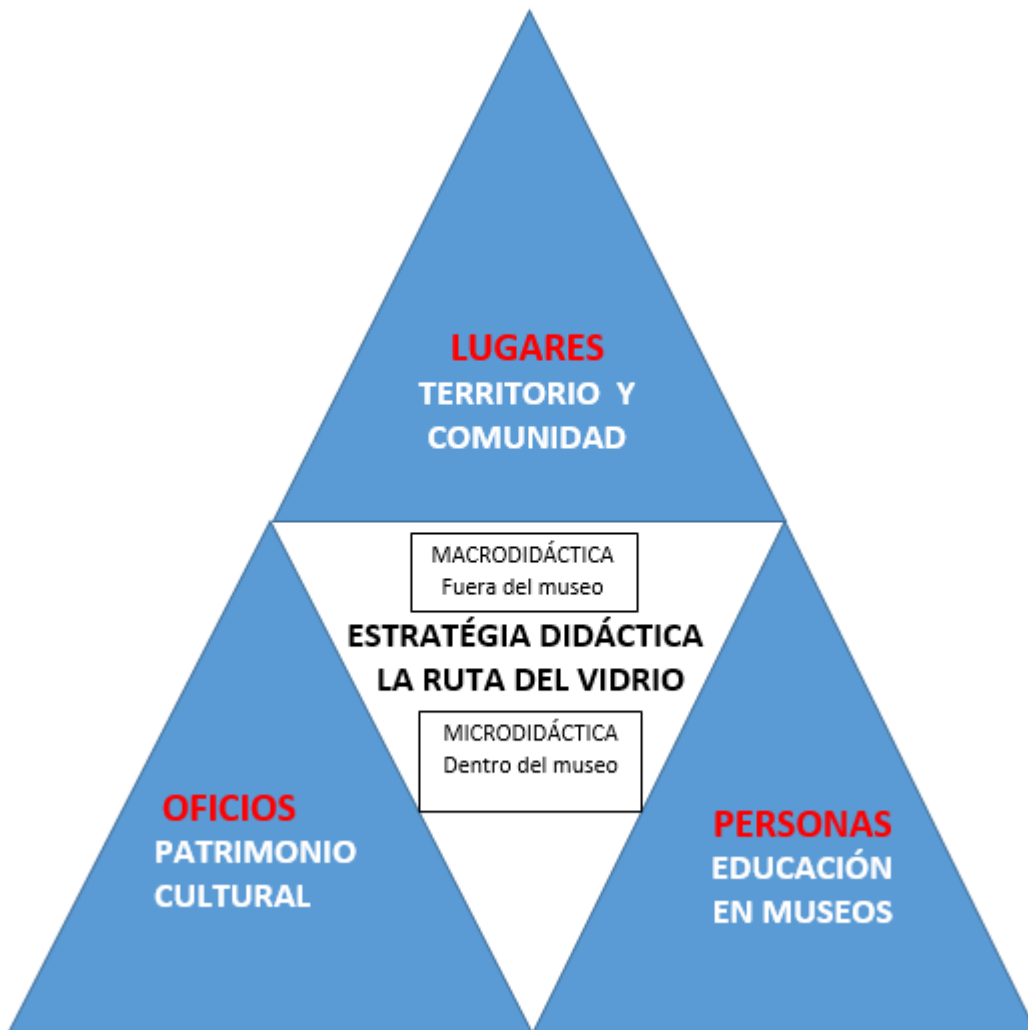 LUGARES
TERRITORIO Y
COMUNIDAD
MACRODIDÁCTICA
Fuera del museo
ESTRATÉGIA DIDÁCTICA
LA RUTA DEL VIDRIO
MICRODIDÁCTICA
Dentro del museo
OFICIOS
PATRIMONIO
CULTURAL
PERSONAS
EDUCACIÓN
EN MUSEOS